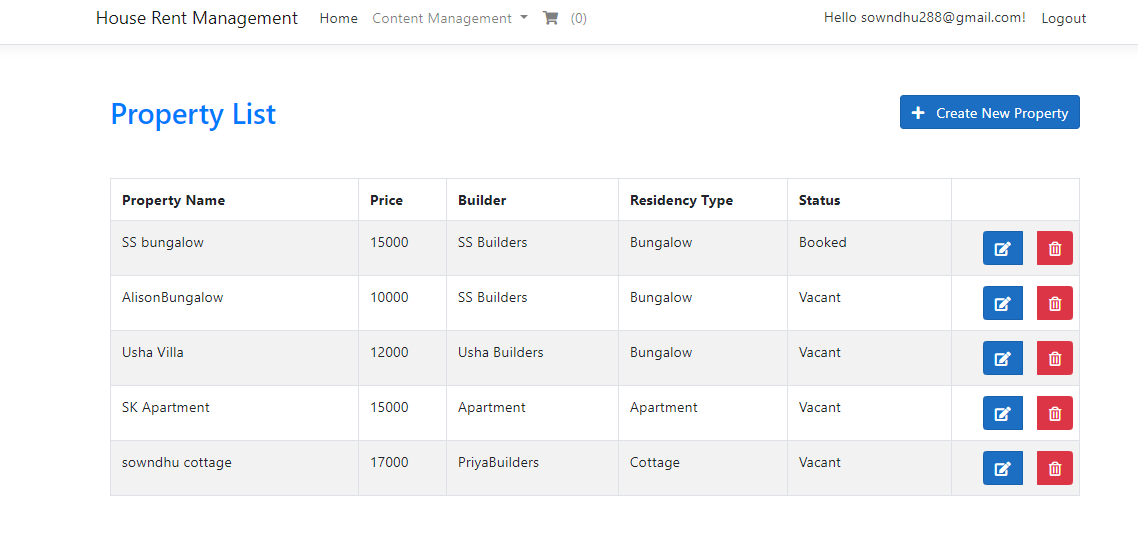 House Rent Management Home Content Management (0) Hello sowndhu288@gmail.com! Logout
Property List
Create New Property
Property Name Price Builder Residency Type Status
SS bungalow 15000 SS Builders Bungalow Booked
AlisonBungalow 10000 SS Builders Bungalow Vacant
Usha Villa 12000 Usha Builders Bungalow Vacant
SK Apartment 15000 Apartment Apartment Vacant
sowndhu cottage 17000 PriyaBuilders Cottage Vacant